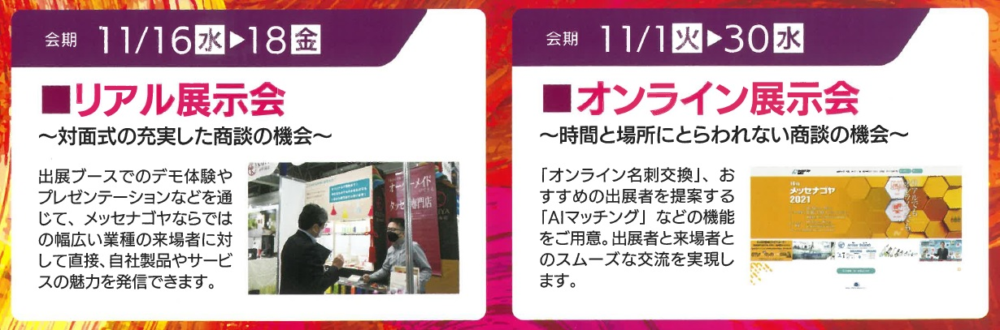 会期 11/16水▶18金
■リアル展示会
〜対面式の充実した商談の機会〜
出展ブースでのデモ体験や
プレゼンテーションなどを通
じて、メッセナゴヤならでは
の幅広い業種の来場者に対
して直接、自社製品やサービ
スの魅力を発信できます。
オーダーメイド
タッセル専門店
会期 11/1火▶30水
■オンライン展示会
〜時間と場所にとらわれない商談の機会〜
「オンライン名刺交換」、お
すすめの出展者を提案する
「AIマッチング」などの機能
をご用意。出展者と来場者と
のスムーズな交流を実現し
ます。
メッセナゴヤ
2021
リアルでも